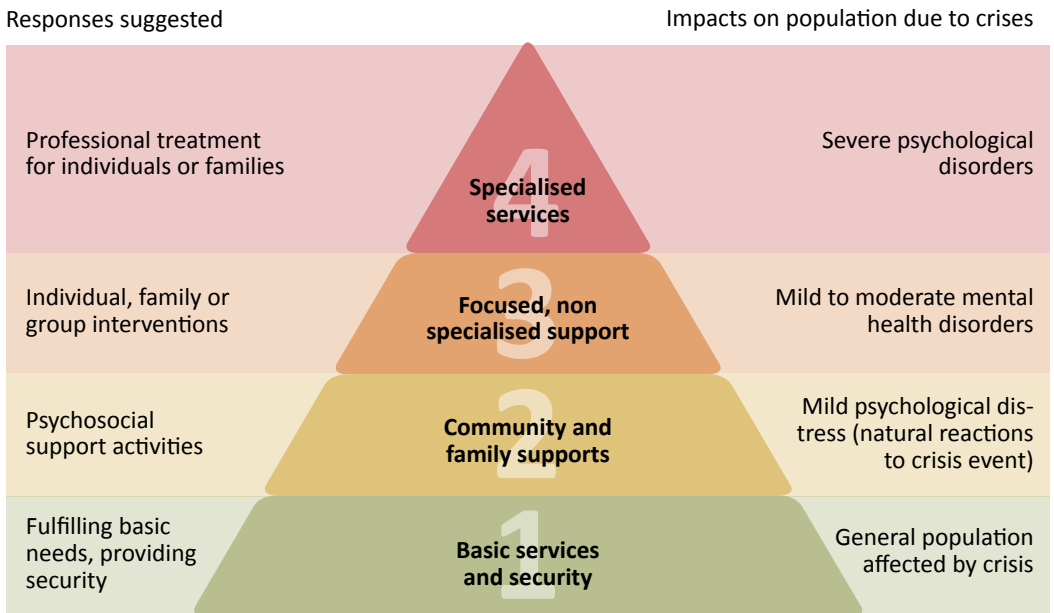 Responses suggested
Impacts on population due to crises
Professional treatment
for individuals or families
4
Specialised
services
Severe psychological
disorders
Individual, family or
group interventions
3
Focused, non
specialised support
Mild to moderate mental
health disorders
Psychosocial
support activities
2
Community and
family supports
Mild psychological dis-
tress (natural reactions
to crisis event)
Fulfilling basic
needs, providing
security
1
Basic services
and security
General population
affected by crisis